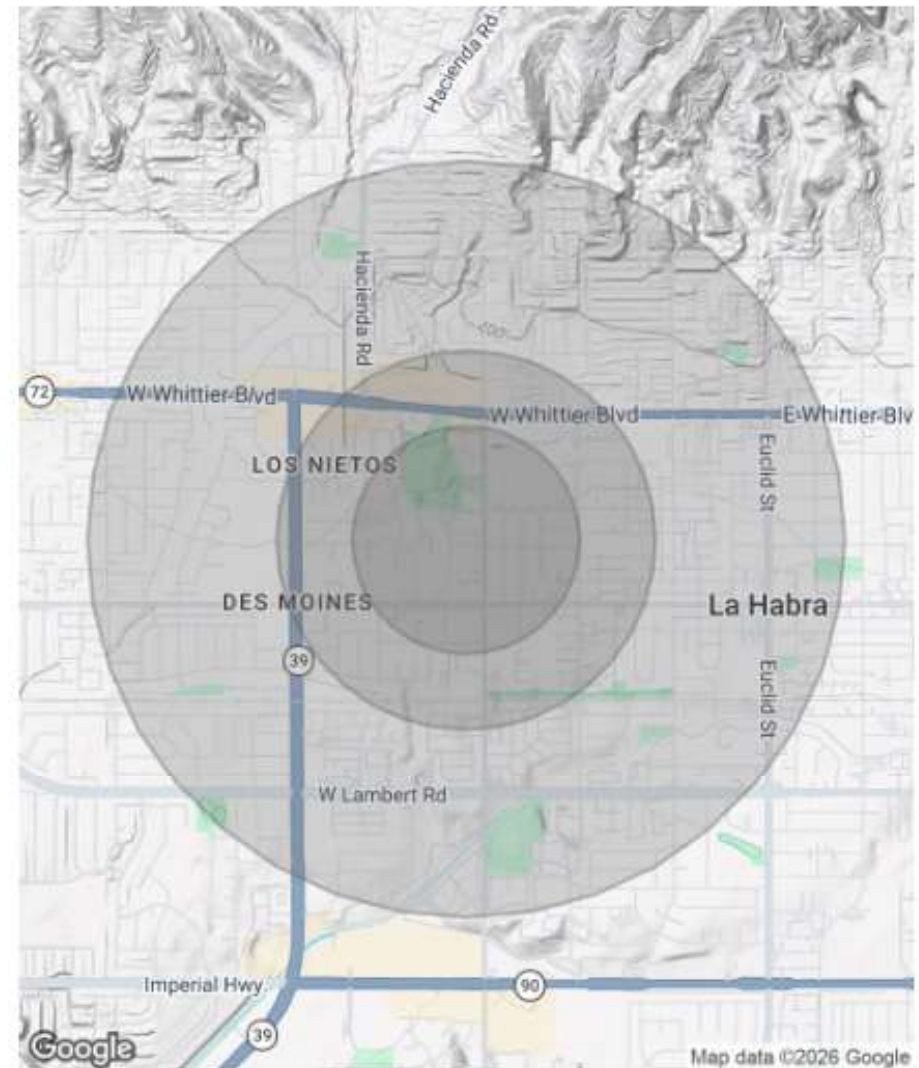 Hacienda Rd
Hacienda Rd
72
W Whittier Blvd
W Whittier Blvd
E Whittier Blv
LOS NIETOS
Euclid St
DES MOINES
La Habra
39
Euclid St
W Lambert Rd
Imperial Hwy
90
39
Google
Map data ©2026 Google